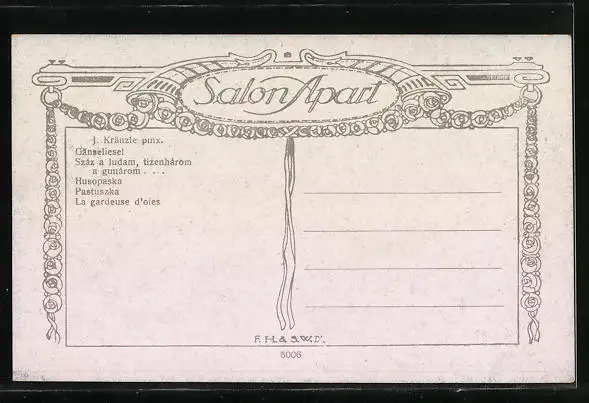 Salon Apart
J. Kränzle pinx.
Gänseliesel
Száz a ludam, tizenhárom
a gunárom . . .
Husopaska
Pastuszka
La gardeuse d'oies
F. H. & S. W. D'.
5006